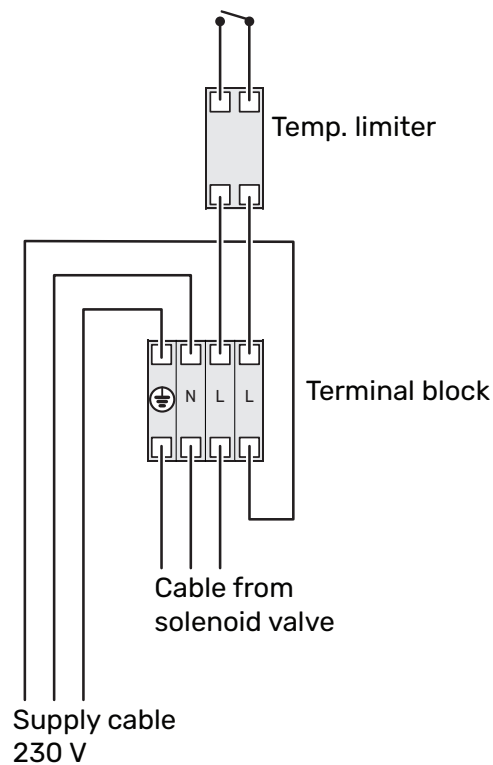 Temp. limiter
N L L
Terminal block
Cable from
solenoid valve
Supply cable
230 V